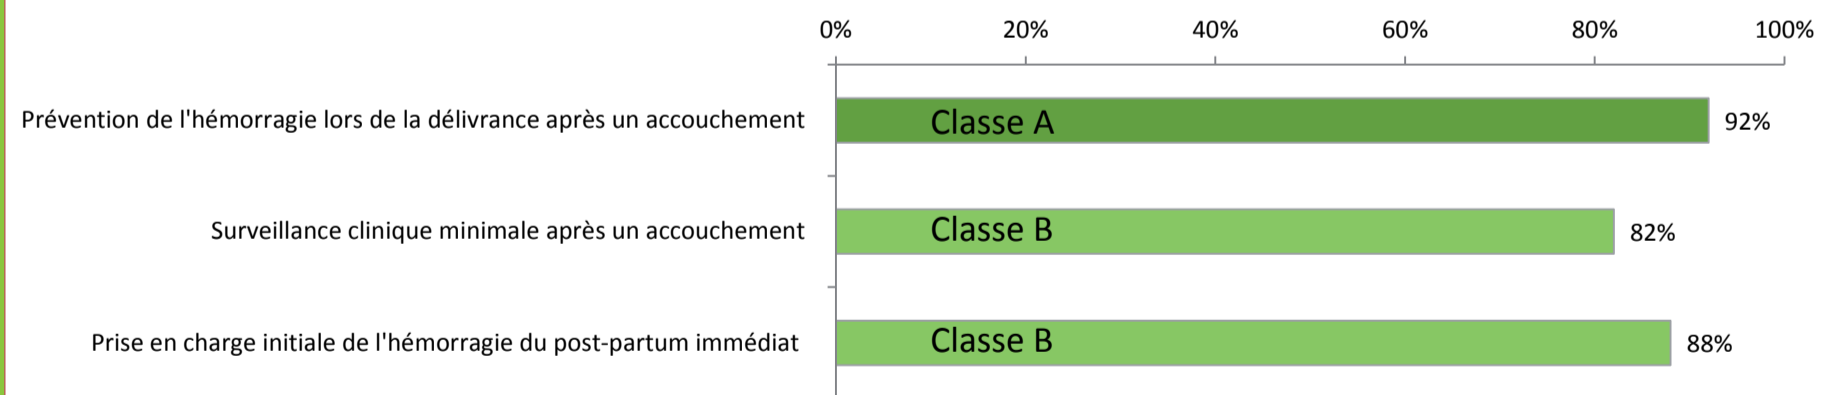 0% 20% 40% 60% 80% 100%
Prévention de l'hémorragie lors de la délivrance après un accouchement Classe A 92%
Surveillance clinique minimale après un accouchement Classe B 82%
Prise en charge initiale de l'hémorragie du post-partum immédiat Classe B 88%